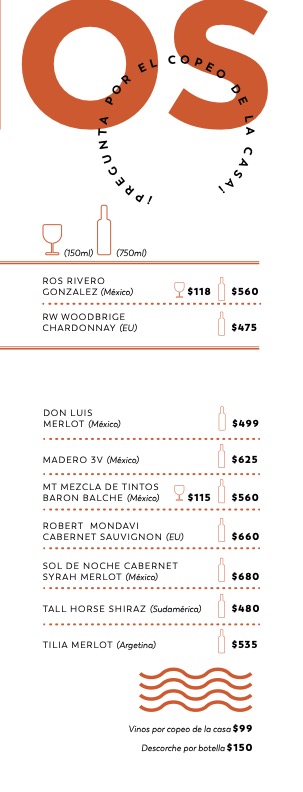 OS
¡PREGUNTA POR EL COPEO DE LA CASA!
(150ml) (750ml)
ROS RIVERO
GONZALEZ (México) $118 $560
RW WOODBRIGE
CHARDONNAY (EU) $475
DON LUIS
MERLOT (México) $499
MADERO 3V (México) $625
MT MEZCLA DE TINTOS
BARON BALCHE (México) $115 $560
ROBERT MONDAVI
CABERNET SAUVIGNON (EU) $660
SOL DE NOCHE CABERNET
SYRAH MERLOT (México) $680
TALL HORSE SHIRAZ (Sudamérica) $480
TILIA MERLOT (Argetina) $535
Vinos por copeo de la casa $99
Descorche por botella $150